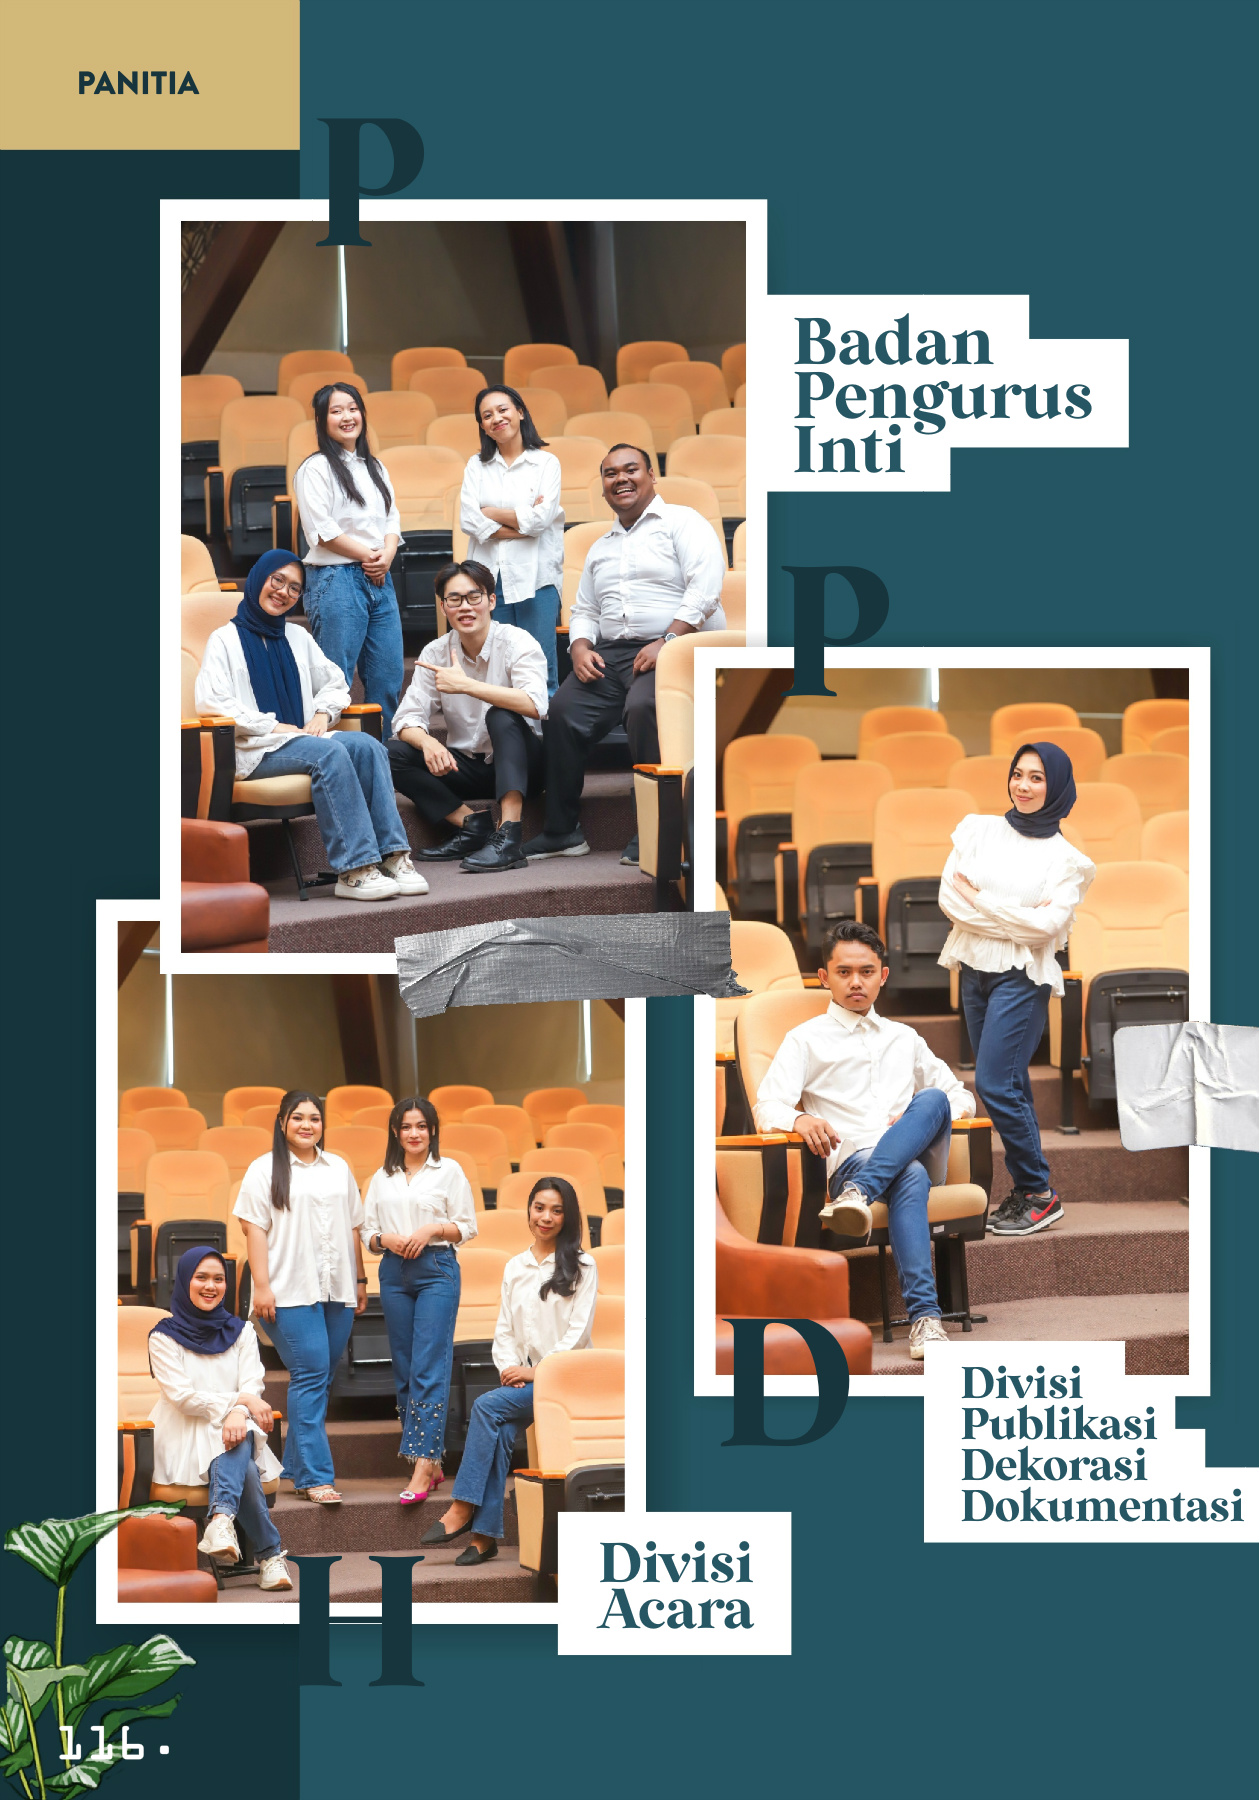 PANITIA
P
Badan
Pengurus
Inti
P
D
Divisi
Publikasi
Dekorasi
Dokumentasi
Divisi
Acara
H
116.